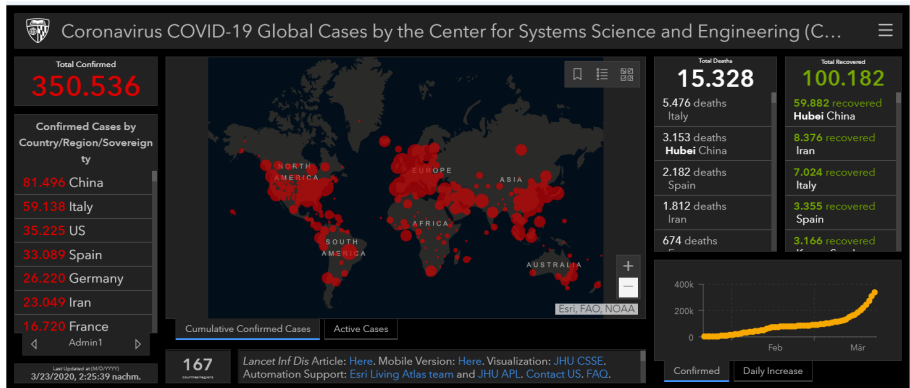 Coronavirus COVID-19 Global Cases by the Center for Systems Science and Engineering (C...
Total Confirmed
350.536
Confirmed Cases by
Country/Region/Sovereign
ty
81.496 China
59.138 Italy
35.225 US
33.089 Spain
26.220 Germany
23.049 Iran
16.720 France
Admin1
Last Updated at (M/D/YYYY)
3/23/2020, 2:25:39 nachm.
NORTH
AMERICA
EUROPE
ASIA
AFRICA
SOUTH
AMERICA
AUSTRALIA
+
−
Esri, FAO, NOAA
Cumulative Confirmed Cases
Active Cases
167
countries/regions
Lancet Inf Dis Article: Here. Mobile Version: Here. Visualization: JHU CSSE.
Automation Support: Esri Living Atlas team and JHU APL. Contact US. FAQ.
Total Deaths
15.328
5.476 deaths
Italy
3.153 deaths
Hubei China
2.182 deaths
Spain
1.812 deaths
Iran
674 deaths
Total Recovered
100.182
59.882 recovered
Hubei China
8.376 recovered
Iran
7.024 recovered
Italy
3.355 recovered
Spain
3.166 recovered
400k
200k
0
Feb
Mär
Confirmed
Daily Increase